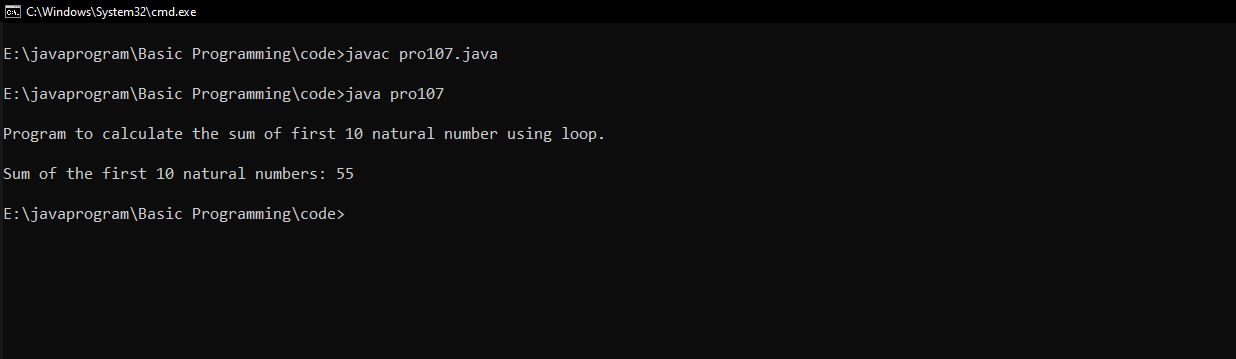 C:\Windows\System32\cmd.exe
E:\javaprogram\Basic Programming\code>javac pro107.java
E:\javaprogram\Basic Programming\code>java pro107
Program to calculate the sum of first 10 natural number using loop.
Sum of the first 10 natural numbers: 55
E:\javaprogram\Basic Programming\code>